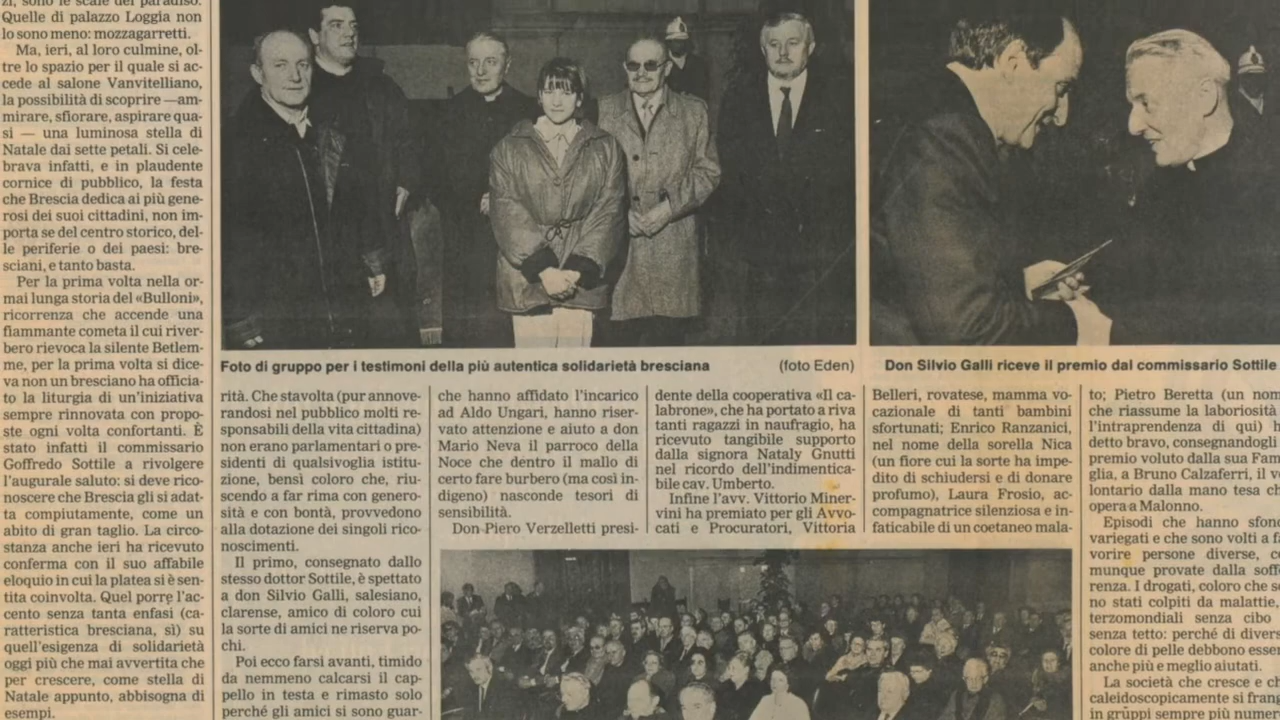 zi, sono le scale del paradiso.
Quelle di palazzo Loggia non
lo sono meno: mozzagarretti.
Ma, ieri, al loro culmine, ol-
tre lo spazio per il quale si ac-
cede al salone Vanvitelliano,
la possibilità di scoprire —am-
mirare, sfiorare, aspirare qua-
si — una luminosa stella di
Natale dai sette petali. Si cele-
brava infatti, e in plaudente
cornice di pubblico, la festa
che Brescia dedica ai più gene-
rosi dei suoi cittadini, non im-
porta se del centro storico, del-
le periferie o dei paesi: bre-
sciani, e tanto basta.
Per la prima volta nella or-
mai lunga storia del «Bulloni»,
ricorrenza che accende una
fiammante cometa il cui river-
bero rievoca la silente Betlem-
me, per la prima volta si dice-
va non un bresciano ha officia-
to la liturgia di un'iniziativa
sempre rinnovata con propo-
ste ogni volta confortanti. È
stato infatti il commissario
Goffredo Sottile a rivolgere
l'augurale saluto: si deve rico-
noscere che Brescia gli si adat-
ta compiutamente, come un
abito di gran taglio. La circo-
stanza anche ieri ha ricevuto
conferma con il suo affabile
eloquio in cui la platea si è sen-
tita coinvolta. Quel porre l'ac-
cento senza tanta enfasi (ca-
ratteristica bresciana, sì) su
quell'esigenza di solidarietà
oggi più che mai avvertita che
per crescere, come stella di
Natale appunto, abbisogna di
esempi.
Foto di gruppo per i testimoni della più autentica solidarietà bresciana (foto Eden)
Don Silvio Galli riceve il premio dal commissario Sottile
rità. Che stavolta (pur annove-
randosi nel pubblico molti re-
sponsabili della vita cittadina)
non erano parlamentari o pre-
sidenti di qualsivoglia istitu-
zione, bensì coloro che, riu-
scendo a far rima con genero-
sità e con bontà, provvedono
alla dotazione dei singoli rico-
noscimenti.
Il primo, consegnato dallo
stesso dottor Sottile, è spettato
a don Silvio Galli, salesiano,
clarense, amico di coloro cui
la sorte di amici ne riserva po-
chi.
Poi ecco farsi avanti, timido
da nemmeno calcarsi il cap-
pello in testa e rimasto solo
perché gli amici si sono guar-
che hanno affidato l'incarico
ad Aldo Ungari, hanno riser-
vato attenzione e aiuto a don
Mario Neva il parroco della
Noce che dentro il mallo di
certo fare burbero (ma così in-
digeno) nasconde tesori di
sensibilità.
Don Piero Verzelletti presi-
dente della cooperativa «Il ca-
labrone», che ha portato a riva
tanti ragazzi in naufragio, ha
ricevuto tangibile supporto
dalla signora Nataly Gnutti
nel ricordo dell'indimentica-
bile cav. Umberto.
Infine l'avv. Vittorio Miner-
vini ha premiato per gli Avvo-
cati e Procuratori, Vittoria
Belleri, rovatese, mamma vo-
cazionale di tanti bambini
sfortunati; Enrico Ranzanici,
nel nome della sorella Nica
(un fiore cui la sorte ha impe-
dito di schiudersi e di donare
profumo), Laura Frosio, ac-
compagnatrice silenziosa e in-
faticabile di un coetaneo mala-
to; Pietro Beretta (un nom
che riassume la laboriosità
l'intraprendenza di qui) h
detto bravo, consegnandogli
premio voluto dalla sua Fam
glia, a Bruno Calzaferri, il vo
lontario dalla mano tesa ch
opera a Malonno.
Episodi che hanno sfond
variegati e che sono volti a fa
vorire persone diverse, co
munque provate dalla soffe
renza. I drogati, coloro che so
no stati colpiti da malattie,
terzomondiali senza cibo
senza tetto: perché di divers
colore di pelle debbono esser
anche più e meglio aiutati.
La società che cresce e ch
caleidoscopicamente si frang
in gruppi sempre più numer